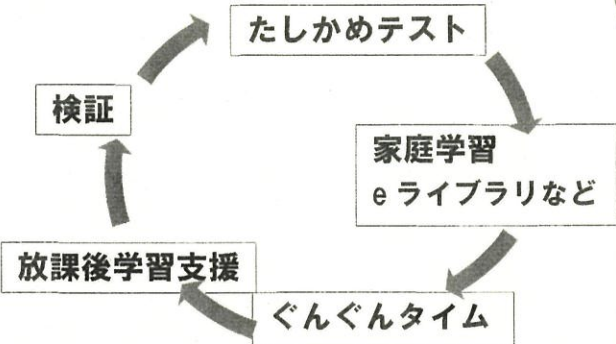 たしかめテスト
検証
家庭学習
e ライブラリなど
放課後学習支援
ぐんぐんタイム